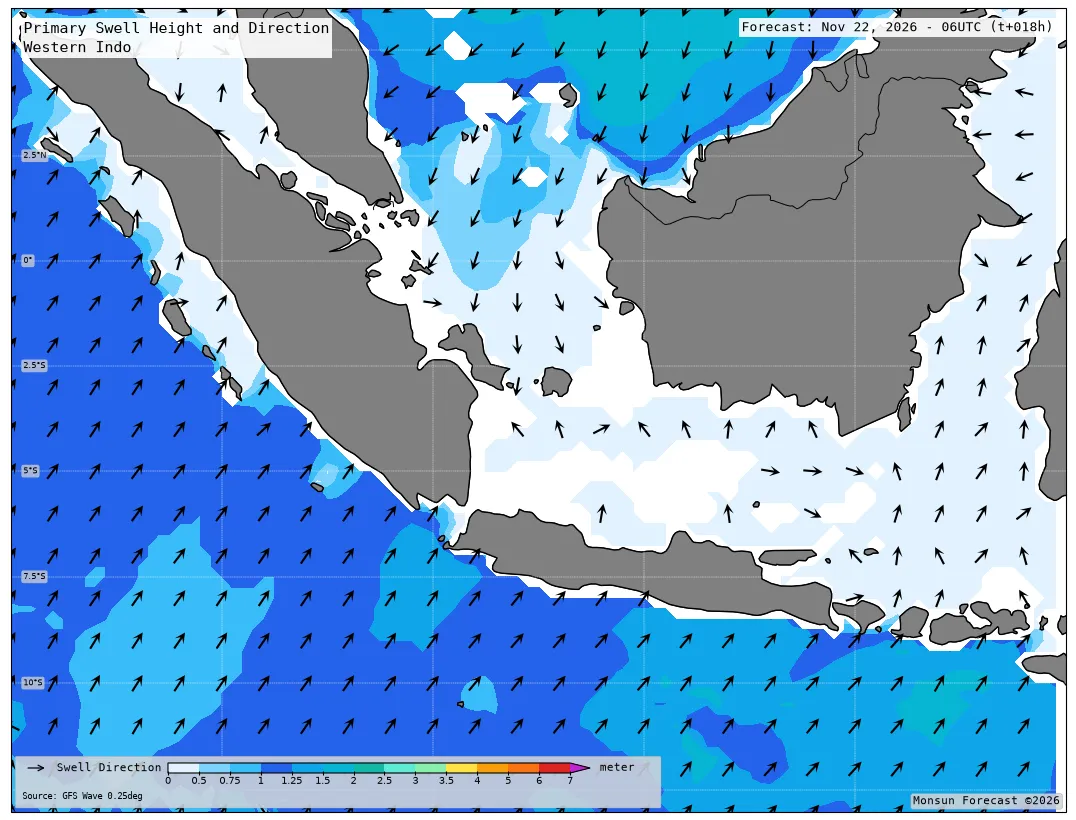 Primary Swell Height and Direction
Western Indo
Forecast: Nov 22, 2026 - 06UTC (t+018h)
2.5°N
0°
2.5°S
5°S
7.5°S
10°S
Swell Direction
0 0.5 0.75 1 1.25 1.5 2 2.5 3 3.5 4 5 6 7
meter
Source: GFS Wave 0.25deg
Monsun Forecast ©2026